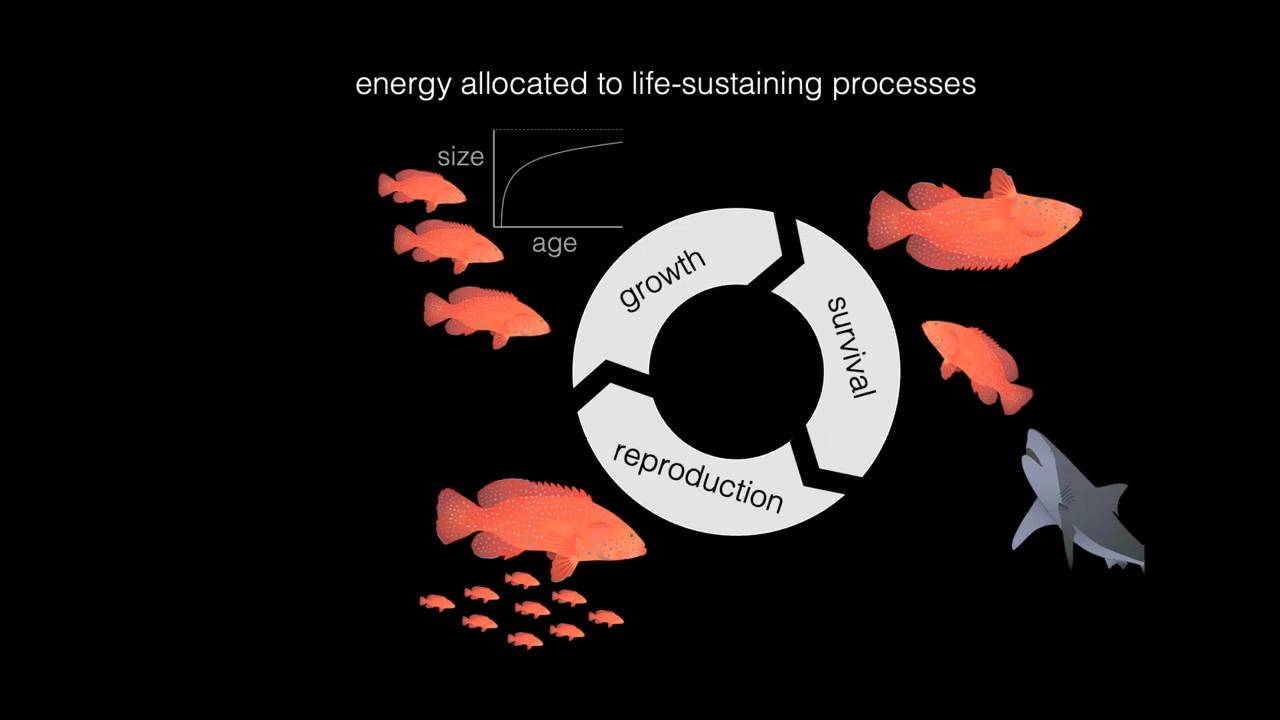 energy allocated to life-sustaining processes
size
age
growth
survival
reproduction